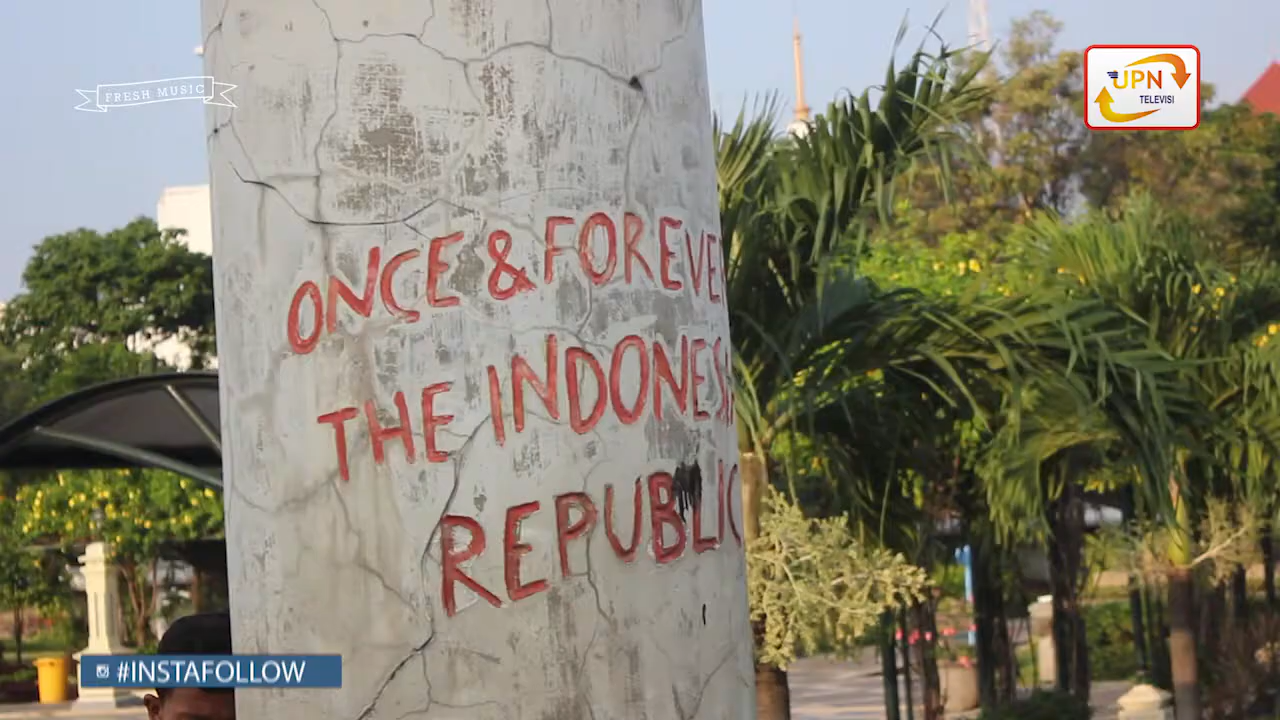 FRESH MUSIC
UPN
TELEVISI
ONCE & FOREVE
THE INDONES
REPUBLIC
#INSTAFOLLOW